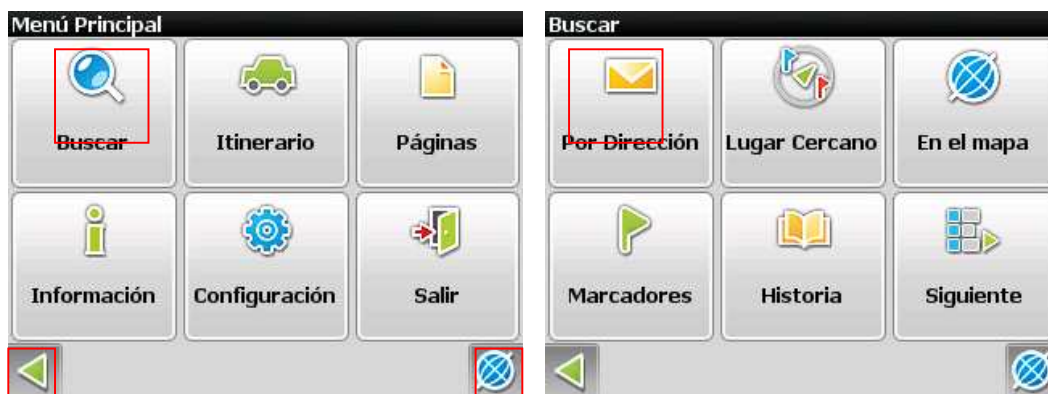 Menú Principal
Buscar
Itinerario
Páginas
Información
Configuración
Salir
Buscar
Por Dirección
Lugar Cercano
En el mapa
Marcadores
Historia
Siguiente